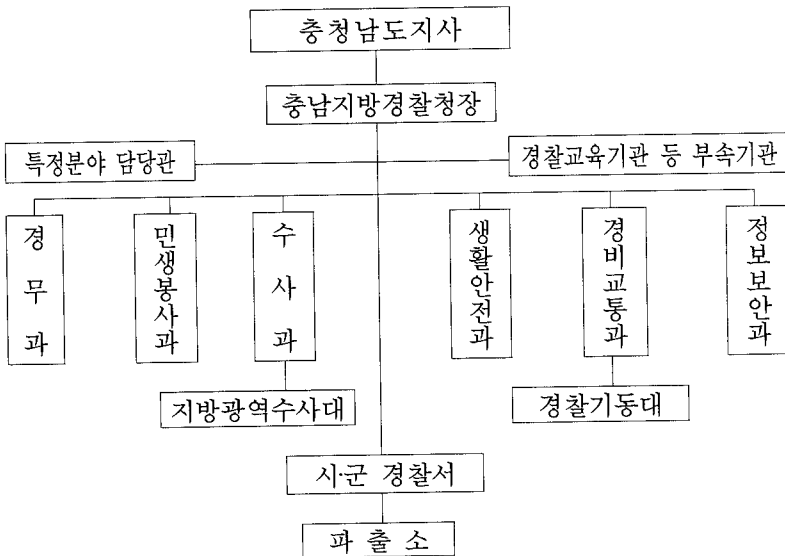 충청남도지사
충남지방경찰청장
특정분야 담당관
경찰교육기관 등 부속기관
경무과
민생봉사과
수사과
생활안전과
경비교통과
정보보안과
지방광역수사대
경찰기동대
시·군 경찰서
파 출 소